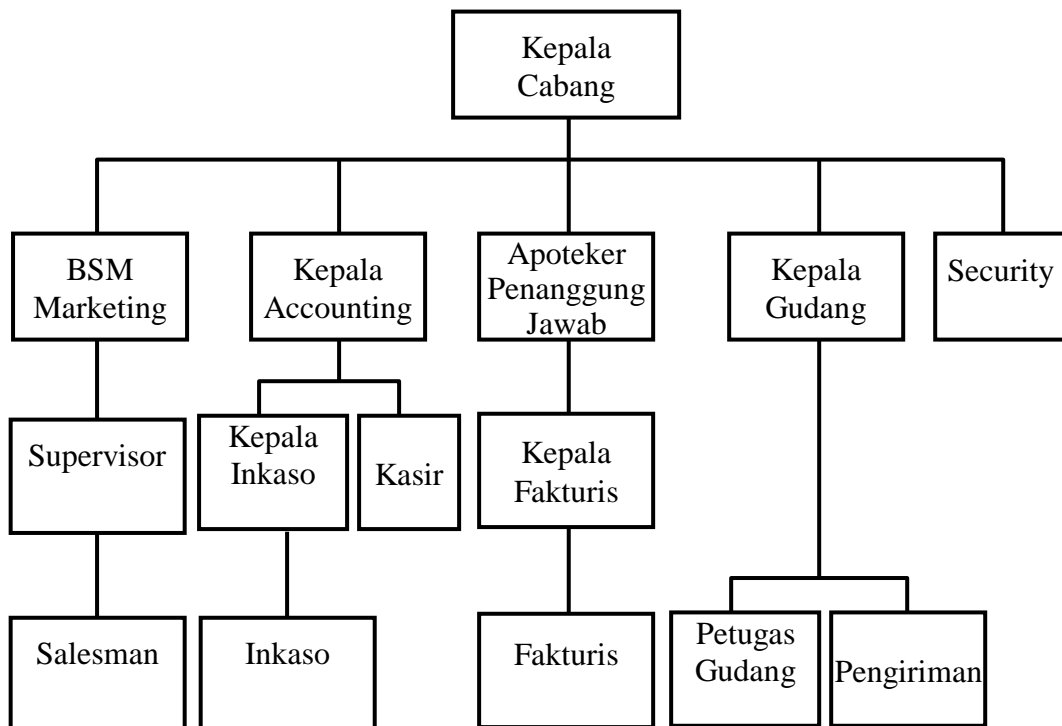 Kepala
Cabang
BSM
Marketing
Kepala
Accounting
Apoteker
Penanggung
Jawab
Kepala
Gudang
Security
Supervisor
Kepala
Inkaso
Kasir
Kepala
Fakturis
Salesman
Inkaso
Fakturis
Petugas
Gudang
Pengiriman